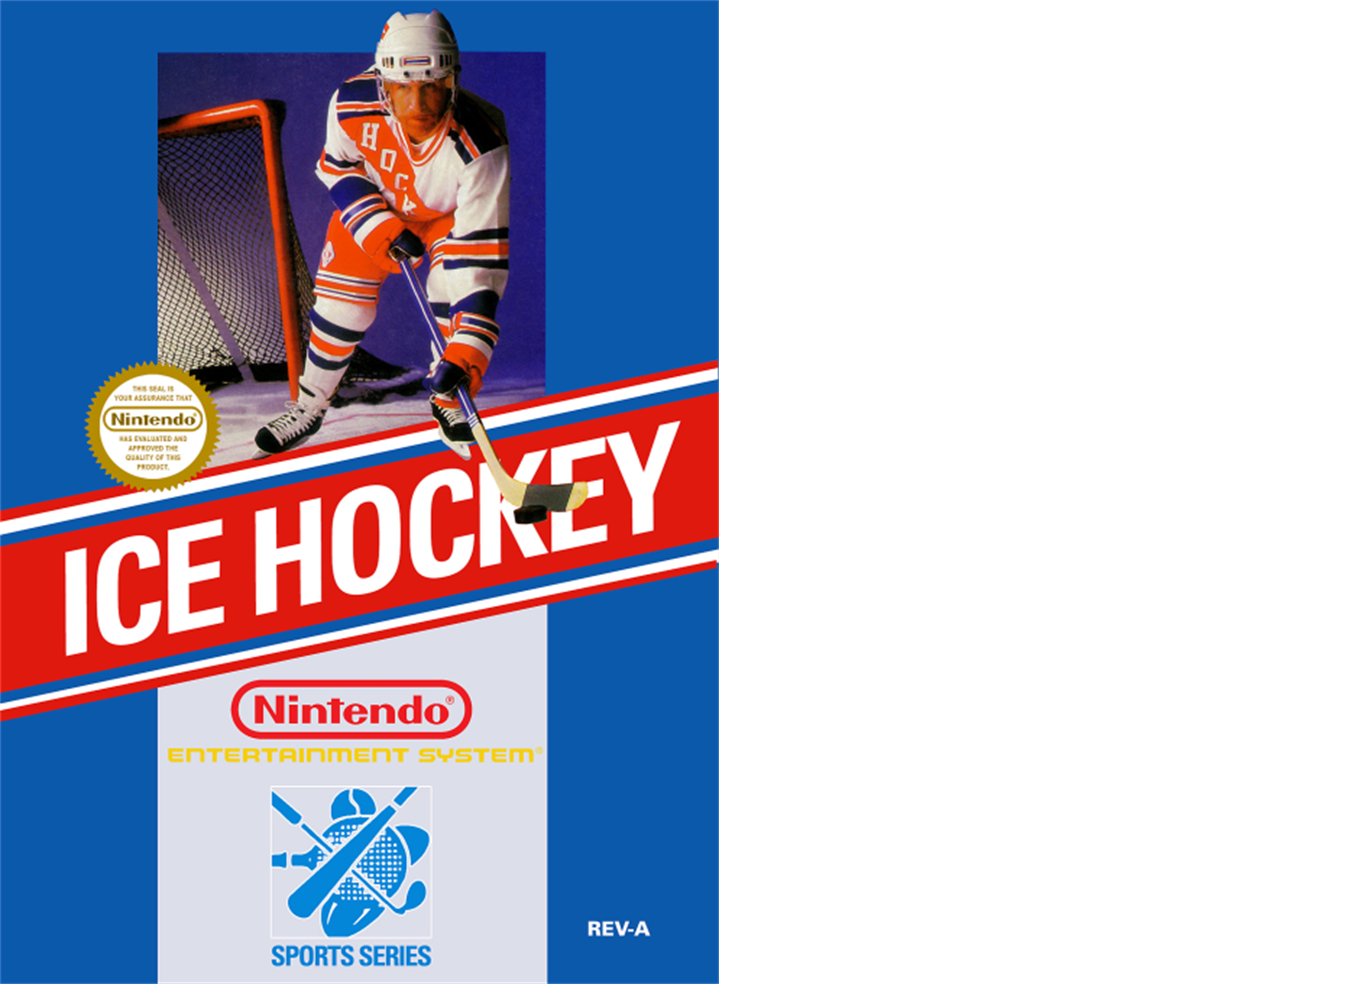 HOCK
THIS SEAL IS
YOUR ASSURANCE THAT
Nintendo®
HAS EVALUATED AND
APPROVED THE
QUALITY OF THIS
PRODUCT.
ICE HOCKEY
Nintendo®
ENTERTAINMENT SYSTEM®
SPORTS SERIES
REV-A